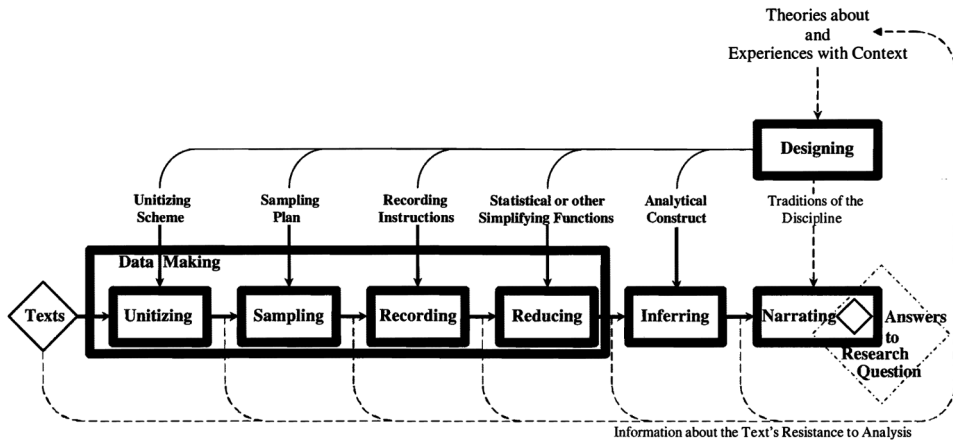 Theories about
and
Experiences with Context
Designing
Unitizing
Scheme
Sampling
Plan
Recording
Instructions
Statistical or other
Simplifying Functions
Analytical
Construct
Traditions of the
Discipline
Data Making
Texts
Unitizing
Sampling
Recording
Reducing
Inferring
Narrating
Answers
to
Research
Question
Information about the Text's Resistance to Analysis